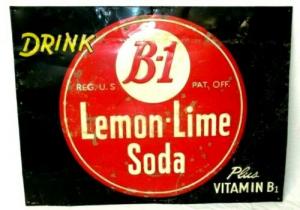 DRINK
B-1
REG. U.S. PAT. OFF.
Lemon-Lime
Soda
Plus
VITAMIN B1